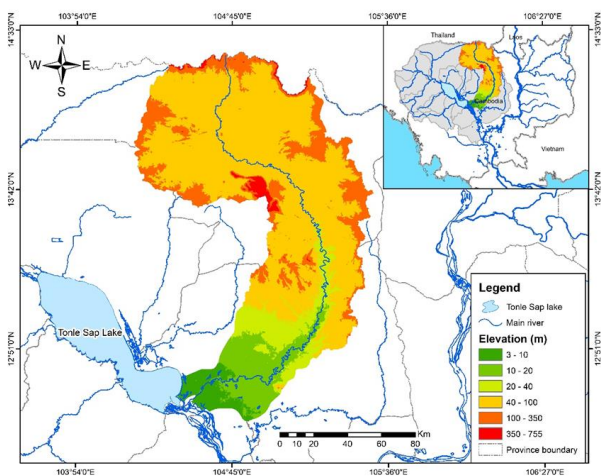 103°54'0"E 104°45'0"E 105°36'0"E 106°27'0"E
14°33'0"N
13°42'0"N
12°51'0"N
N
W E
S
Thailand
Laos
Cambodia
Vietnam
14°33'0"N
13°42'0"N
12°51'0"N
Tonle Sap Lake
Legend
Tonle Sap lake
Main river
Elevation (m)
3 - 10
10 - 20
20 - 40
40 - 100
100 - 350
350 - 755
Province boundary
Km
0 10 20 40 60 80
103°54'0"E 104°45'0"E 105°36'0"E 106°27'0"E